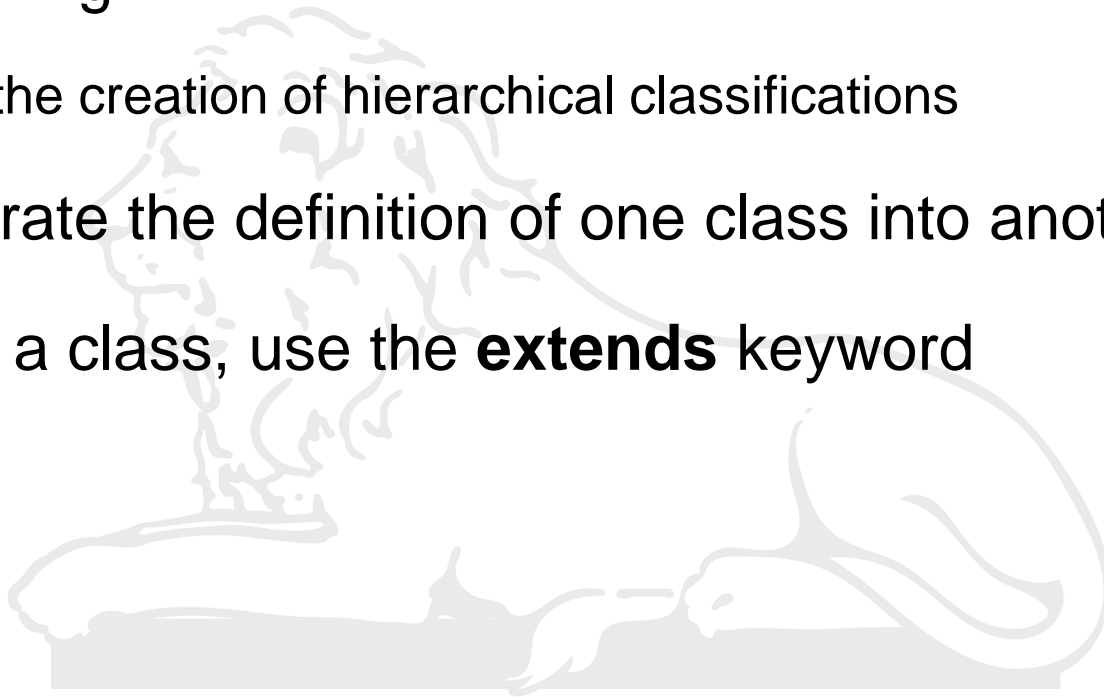 the creation of hierarchical classifications
rate the definition of one class into anot
a class, use the extends keyword